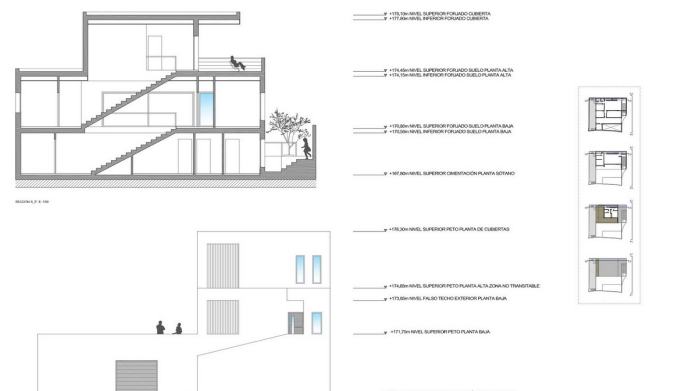 +178,10m NIVEL SUPERIOR FORJADO CUBIERTA
+177,80m NIVEL INFERIOR FORJADO CUBIERTA
+174,45m NIVEL SUPERIOR FORJADO SUELO PLANTA ALTA
+174,15m NIVEL INFERIOR FORJADO SUELO PLANTA ALTA
+170,80m NIVEL SUPERIOR FORJADO SUELO PLANTA BAJA
+170,50m NIVEL INFERIOR FORJADO SUELO PLANTA BAJA
+167,80m NIVEL SUPERIOR CIMENTACIÓN PLANTA SÓTANO
+178,30m NIVEL SUPERIOR PETO PLANTA DE CUBIERTAS
+174,65m NIVEL SUPERIOR PETO PLANTA ALTA ZONA NO TRANSITABLE
+173,65m NIVEL FALSO TECHO EXTERIOR PLANTA BAJA
+171,70m NIVEL SUPERIOR PETO PLANTA BAJA